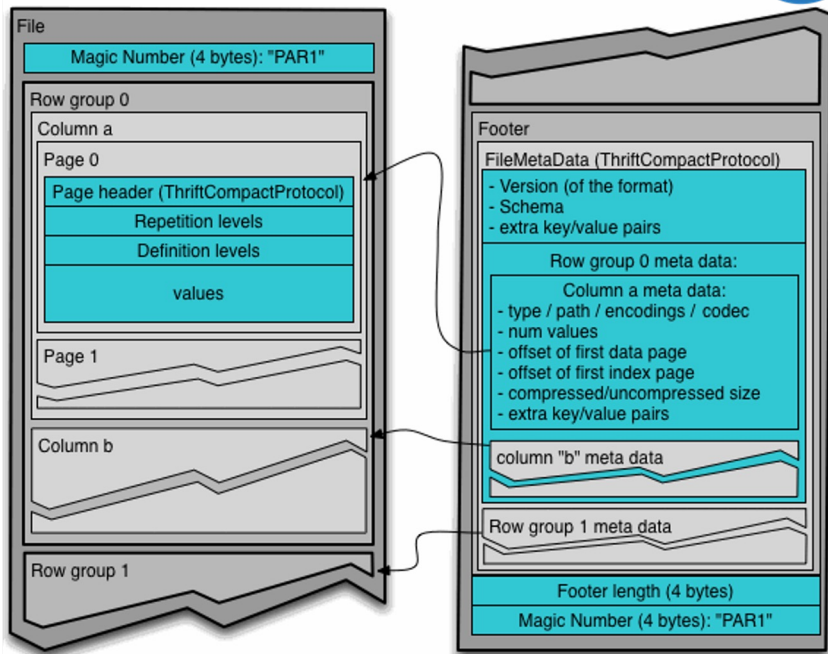 File
Magic Number (4 bytes): "PAR1"
Row group 0
Column a
Page 0
Page header (ThriftCompactProtocol)
Repetition levels
Definition levels
values
Page 1
Column b
Row group 1
Footer
FileMetaData (ThriftCompactProtocol)
- Version (of the format)
- Schema
- extra key/value pairs
Row group 0 meta data:
Column a meta data:
- type / path / encodings / codec
- num values
- offset of first data page
- offset of first index page
- compressed/uncompressed size
- extra key/value pairs
column "b" meta data
Row group 1 meta data
Footer length (4 bytes)
Magic Number (4 bytes): "PAR1"